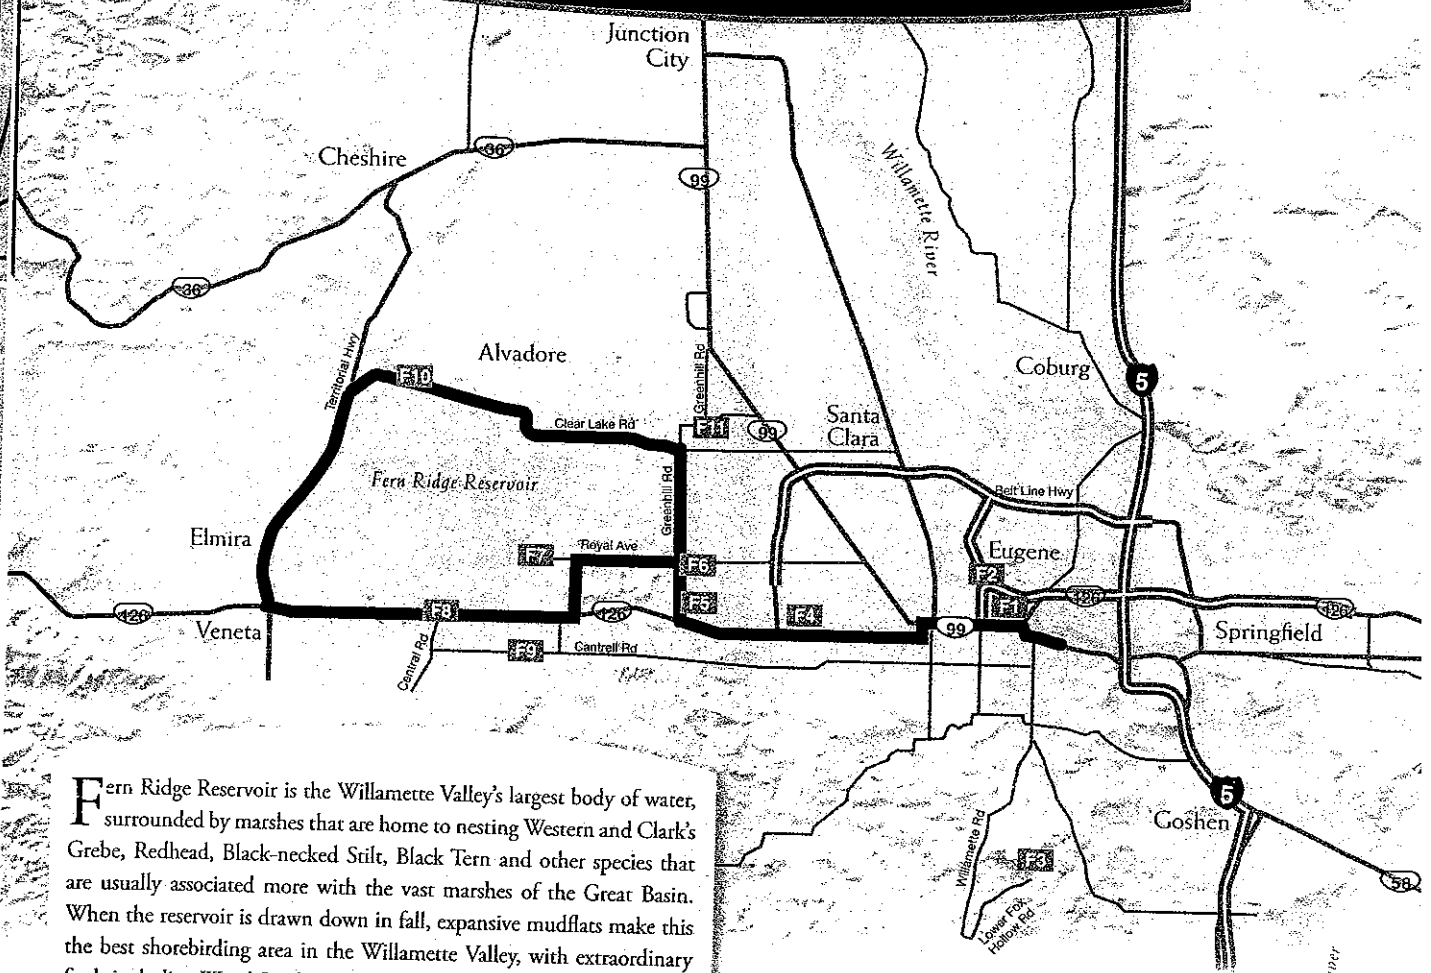 Junction
City
36
Cheshire
99
Willamette River
36
Territorial Hwy
Alvadore
F10
Greenhill Rd
Coburg
5
Clear Lake Rd
99
Santa
Clara
Fern Ridge Reservoir
Greenhill Rd
Belt Line Hwy
Elmira
Royal Ave
F7
F6
Eugene
F2
126
F8
126
F5
F4
F1
126
126
99
Veneta
Springfield
Central Rd
F9
Cantrell Rd
5
Goshen
Willamette Rd
58
Lower Fox
Hollow Rd
Fern Ridge Reservoir is the Willamette Valley's largest body of water,
surrounded by marshes that are home to nesting Western and Clark's
Grebe, Redhead, Black-necked Stilt, Black Tern and other species that
are usually associated more with the vast marshes of the Great Basin.
When the reservoir is drawn down in fall, expansive mudflats make this
the best shorebirding area in the Willamette Valley, with extraordinary